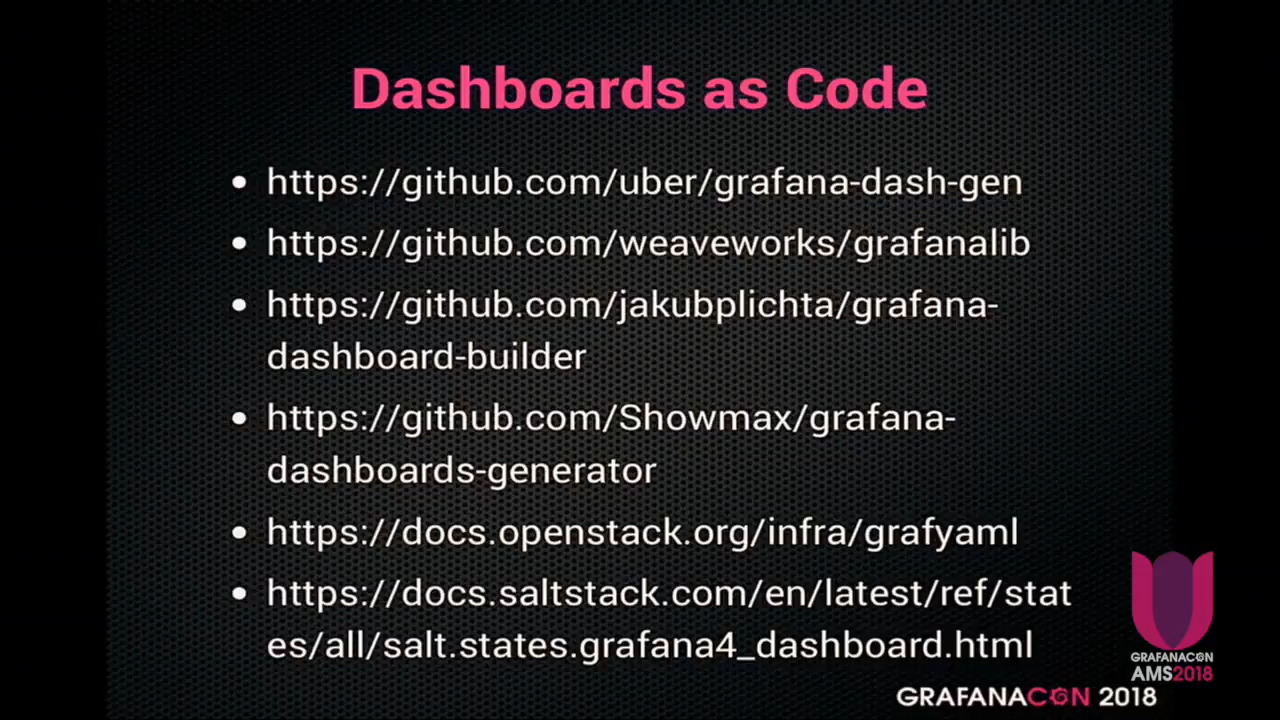 Dashboards as Code
• https://github.com/uber/grafana-dash-gen
• https://github.com/weaveworks/grafanalib
• https://github.com/jakubplichta/grafana-
dashboard-builder
• https://github.com/Showmax/grafana-
dashboards-generator
• https://docs.openstack.org/infra/grafyaml
• https://docs.saltstack.com/en/latest/ref/stat
es/all/salt.states.grafana4_dashboard.html
GRAFANACON
AMS2018
GRAFANACON 2018